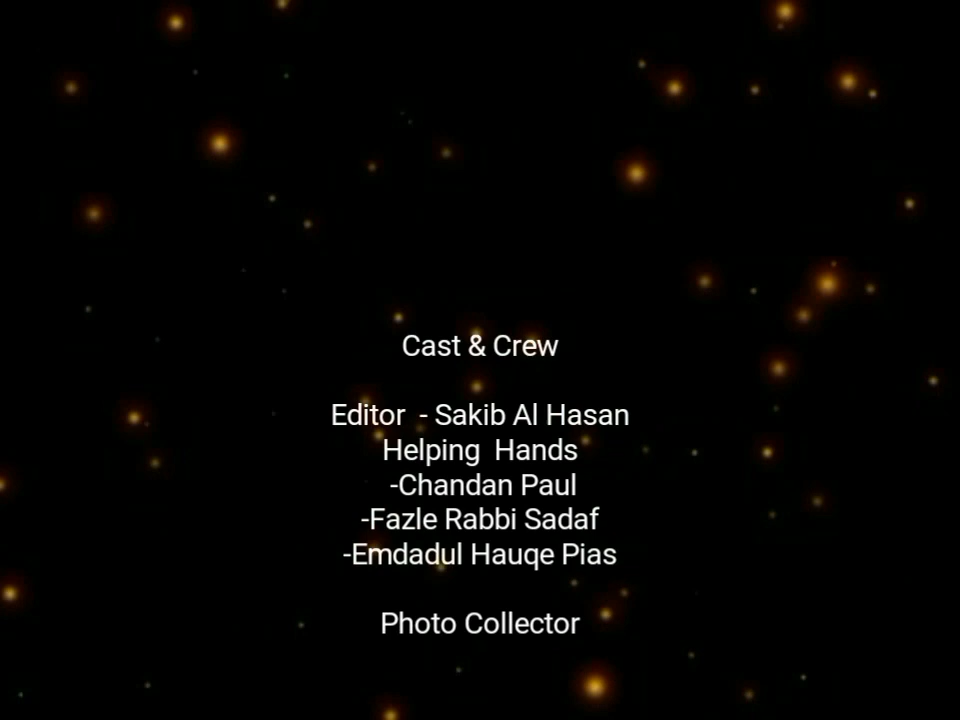 Cast & Crew
Editor - Sakib Al Hasan
Helping Hands
-Chandan Paul
-Fazle Rabbi Sadaf
-Emdadul Hauqe Pias
Photo Collector